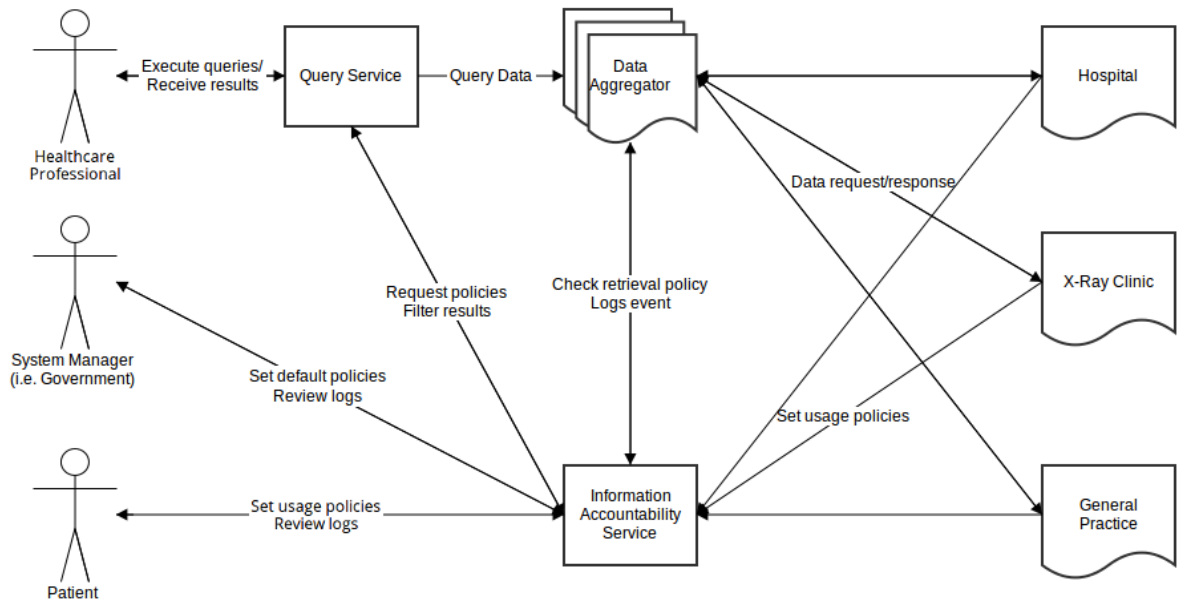 Execute queries/
Receive results
Query Service
Query Data
Data
Aggregator
Hospital
Healthcare
Professional
Data request/response
X-Ray Clinic
Check retrieval policy
Logs event
Request policies
Filter results
System Manager
(i.e. Government)
Set default policies
Review logs
Set usage policies
Set usage policies
Review logs
Information
Accountability
Service
General
Practice
Patient